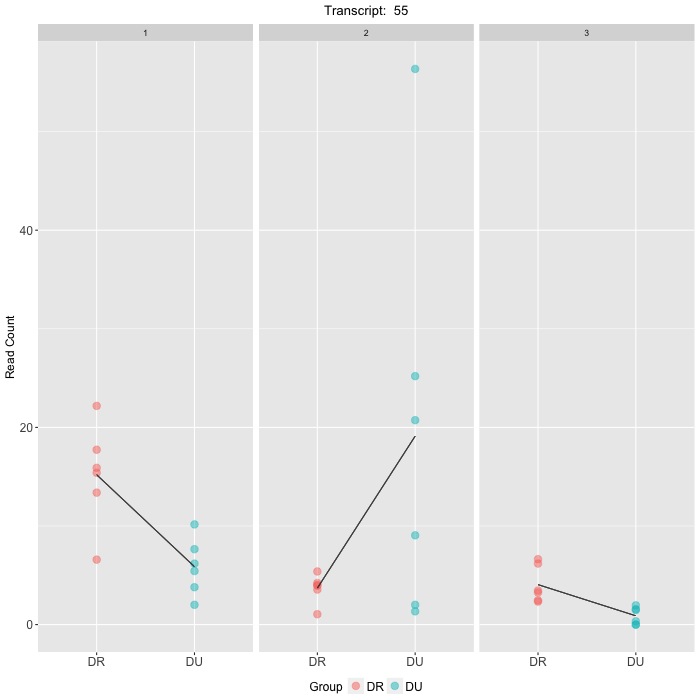 Transcript:  55
1 2 3
Read Count
40
20
0
DR DU DR DU DR DU
Group DR DU